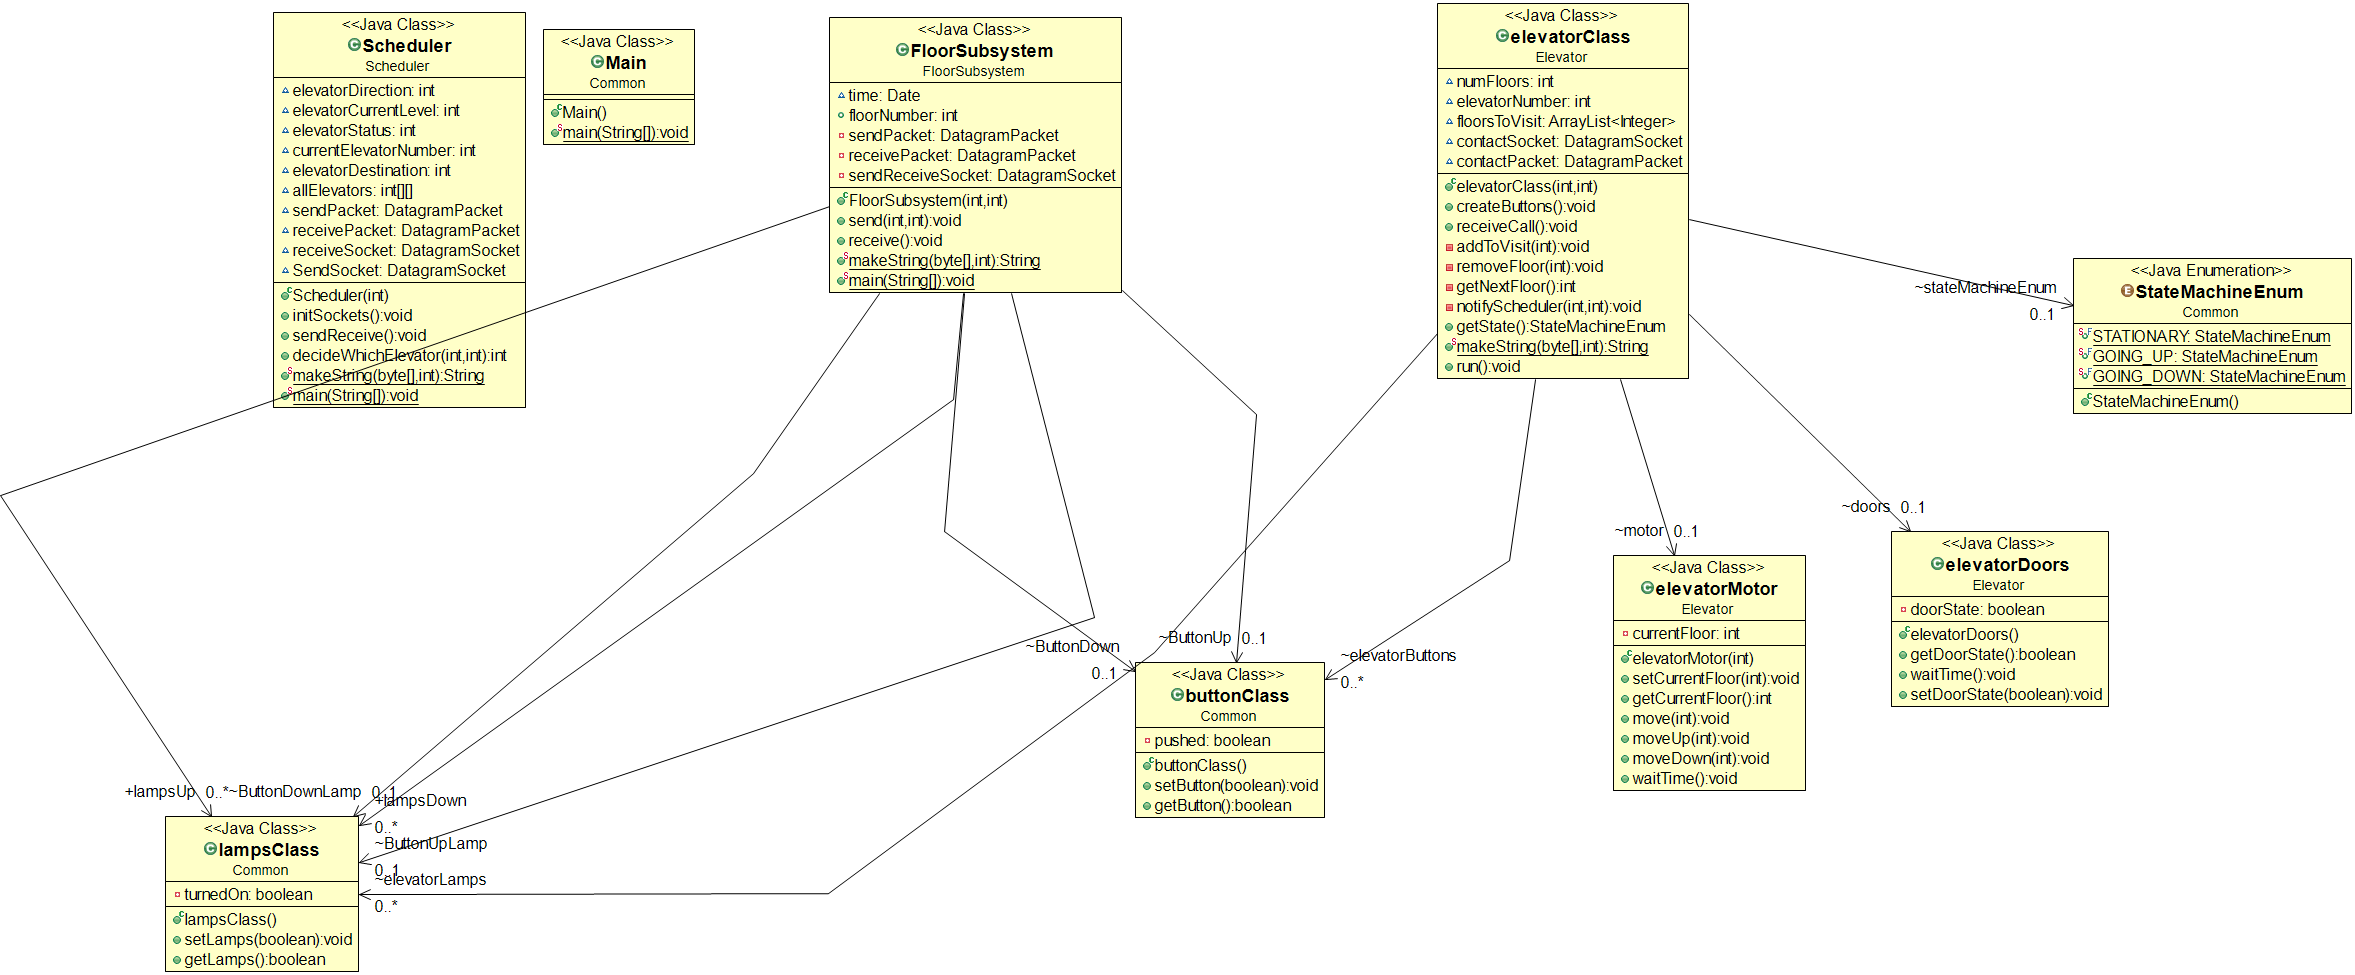 <<Java Class>>
Scheduler
Scheduler
elevatorDirection: int
elevatorCurrentLevel: int
elevatorStatus: int
currentElevatorNumber: int
elevatorDestination: int
allElevators: int[][]
sendPacket: DatagramPacket
receivePacket: DatagramPacket
receiveSocket: DatagramSocket
SendSocket: DatagramSocket
Scheduler(int)
initSockets():void
sendReceive():void
decideWhichElevator(int,int):int
makeString(byte[],int):String
main(String[]):void
<<Java Class>>
Main
Common
Main()
main(String[]):void
<<Java Class>>
FloorSubsystem
FloorSubsystem
time: Date
floorNumber: int
sendPacket: DatagramPacket
receivePacket: DatagramPacket
sendReceiveSocket: DatagramSocket
FloorSubsystem(int,int)
send(int,int):void
receive():void
makeString(byte[],int):String
main(String[]):void
<<Java Class>>
elevatorClass
Elevator
numFloors: int
elevatorNumber: int
floorsToVisit: ArrayList<Integer>
contactSocket: DatagramSocket
contactPacket: DatagramPacket
elevatorClass(int,int)
createButtons():void
receiveCall():void
addToVisit(int):void
removeFloor(int):void
getNextFloor():int
notifyScheduler(int,int):void
getState():StateMachineEnum
makeString(byte[],int):String
run():void
~stateMachineEnum
0..1
<<Java Enumeration>>
StateMachineEnum
Common
STATIONARY: StateMachineEnum
GOING_UP: StateMachineEnum
GOING_DOWN: StateMachineEnum
StateMachineEnum()
~motor 0..1
<<Java Class>>
elevatorMotor
Elevator
currentFloor: int
elevatorMotor(int)
setCurrentFloor(int):void
getCurrentFloor():int
move(int):void
moveUp(int):void
moveDown(int):void
waitTime():void
~doors 0..1
<<Java Class>>
elevatorDoors
Elevator
doorState: boolean
elevatorDoors()
getDoorState():boolean
waitTime():void
setDoorState(boolean):void
~ButtonDown
0..1
~ButtonUp 0..1
~elevatorButtons
0..*
<<Java Class>>
buttonClass
Common
pushed: boolean
buttonClass()
setButton(boolean):void
getButton():boolean
+lampsUp 0..*
~ButtonDownLamp 0..1
+lampsDown
0..*
~ButtonUpLamp
0..1
~elevatorLamps
0..*
<<Java Class>>
lampsClass
Common
turnedOn: boolean
lampsClass()
setLamps(boolean):void
getLamps():boolean